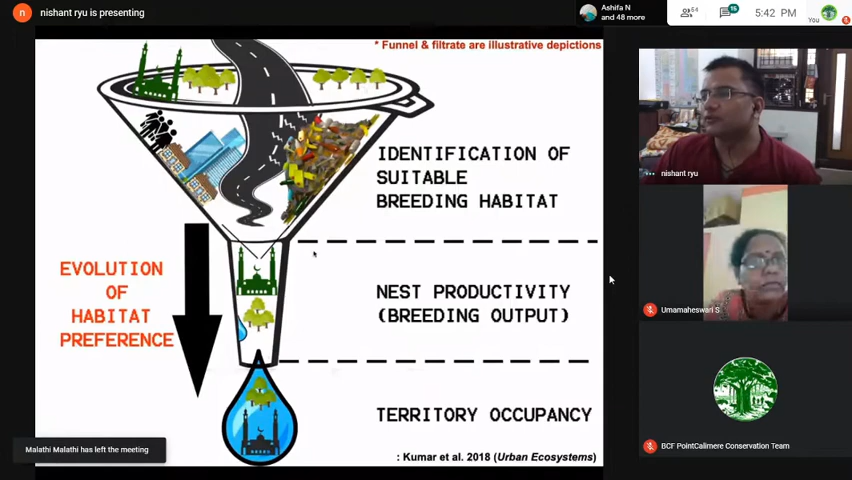 nishant ryu is presenting
Ashifa N
and 48 more
54
15
5:42 PM
You
* Funnel & filtrate are illustrative depictions
IDENTIFICATION OF
SUITABLE
BREEDING HABITAT
EVOLUTION
OF
HABITAT
PREFERENCE
NEST PRODUCTIVITY
(BREEDING OUTPUT)
TERRITORY OCCUPANCY
: Kumar et al. 2018 (Urban Ecosystems)
Malathi Malathi has left the meeting
nishant ryu
Umamaheswari S
BCF PointCalimere Conservation Team